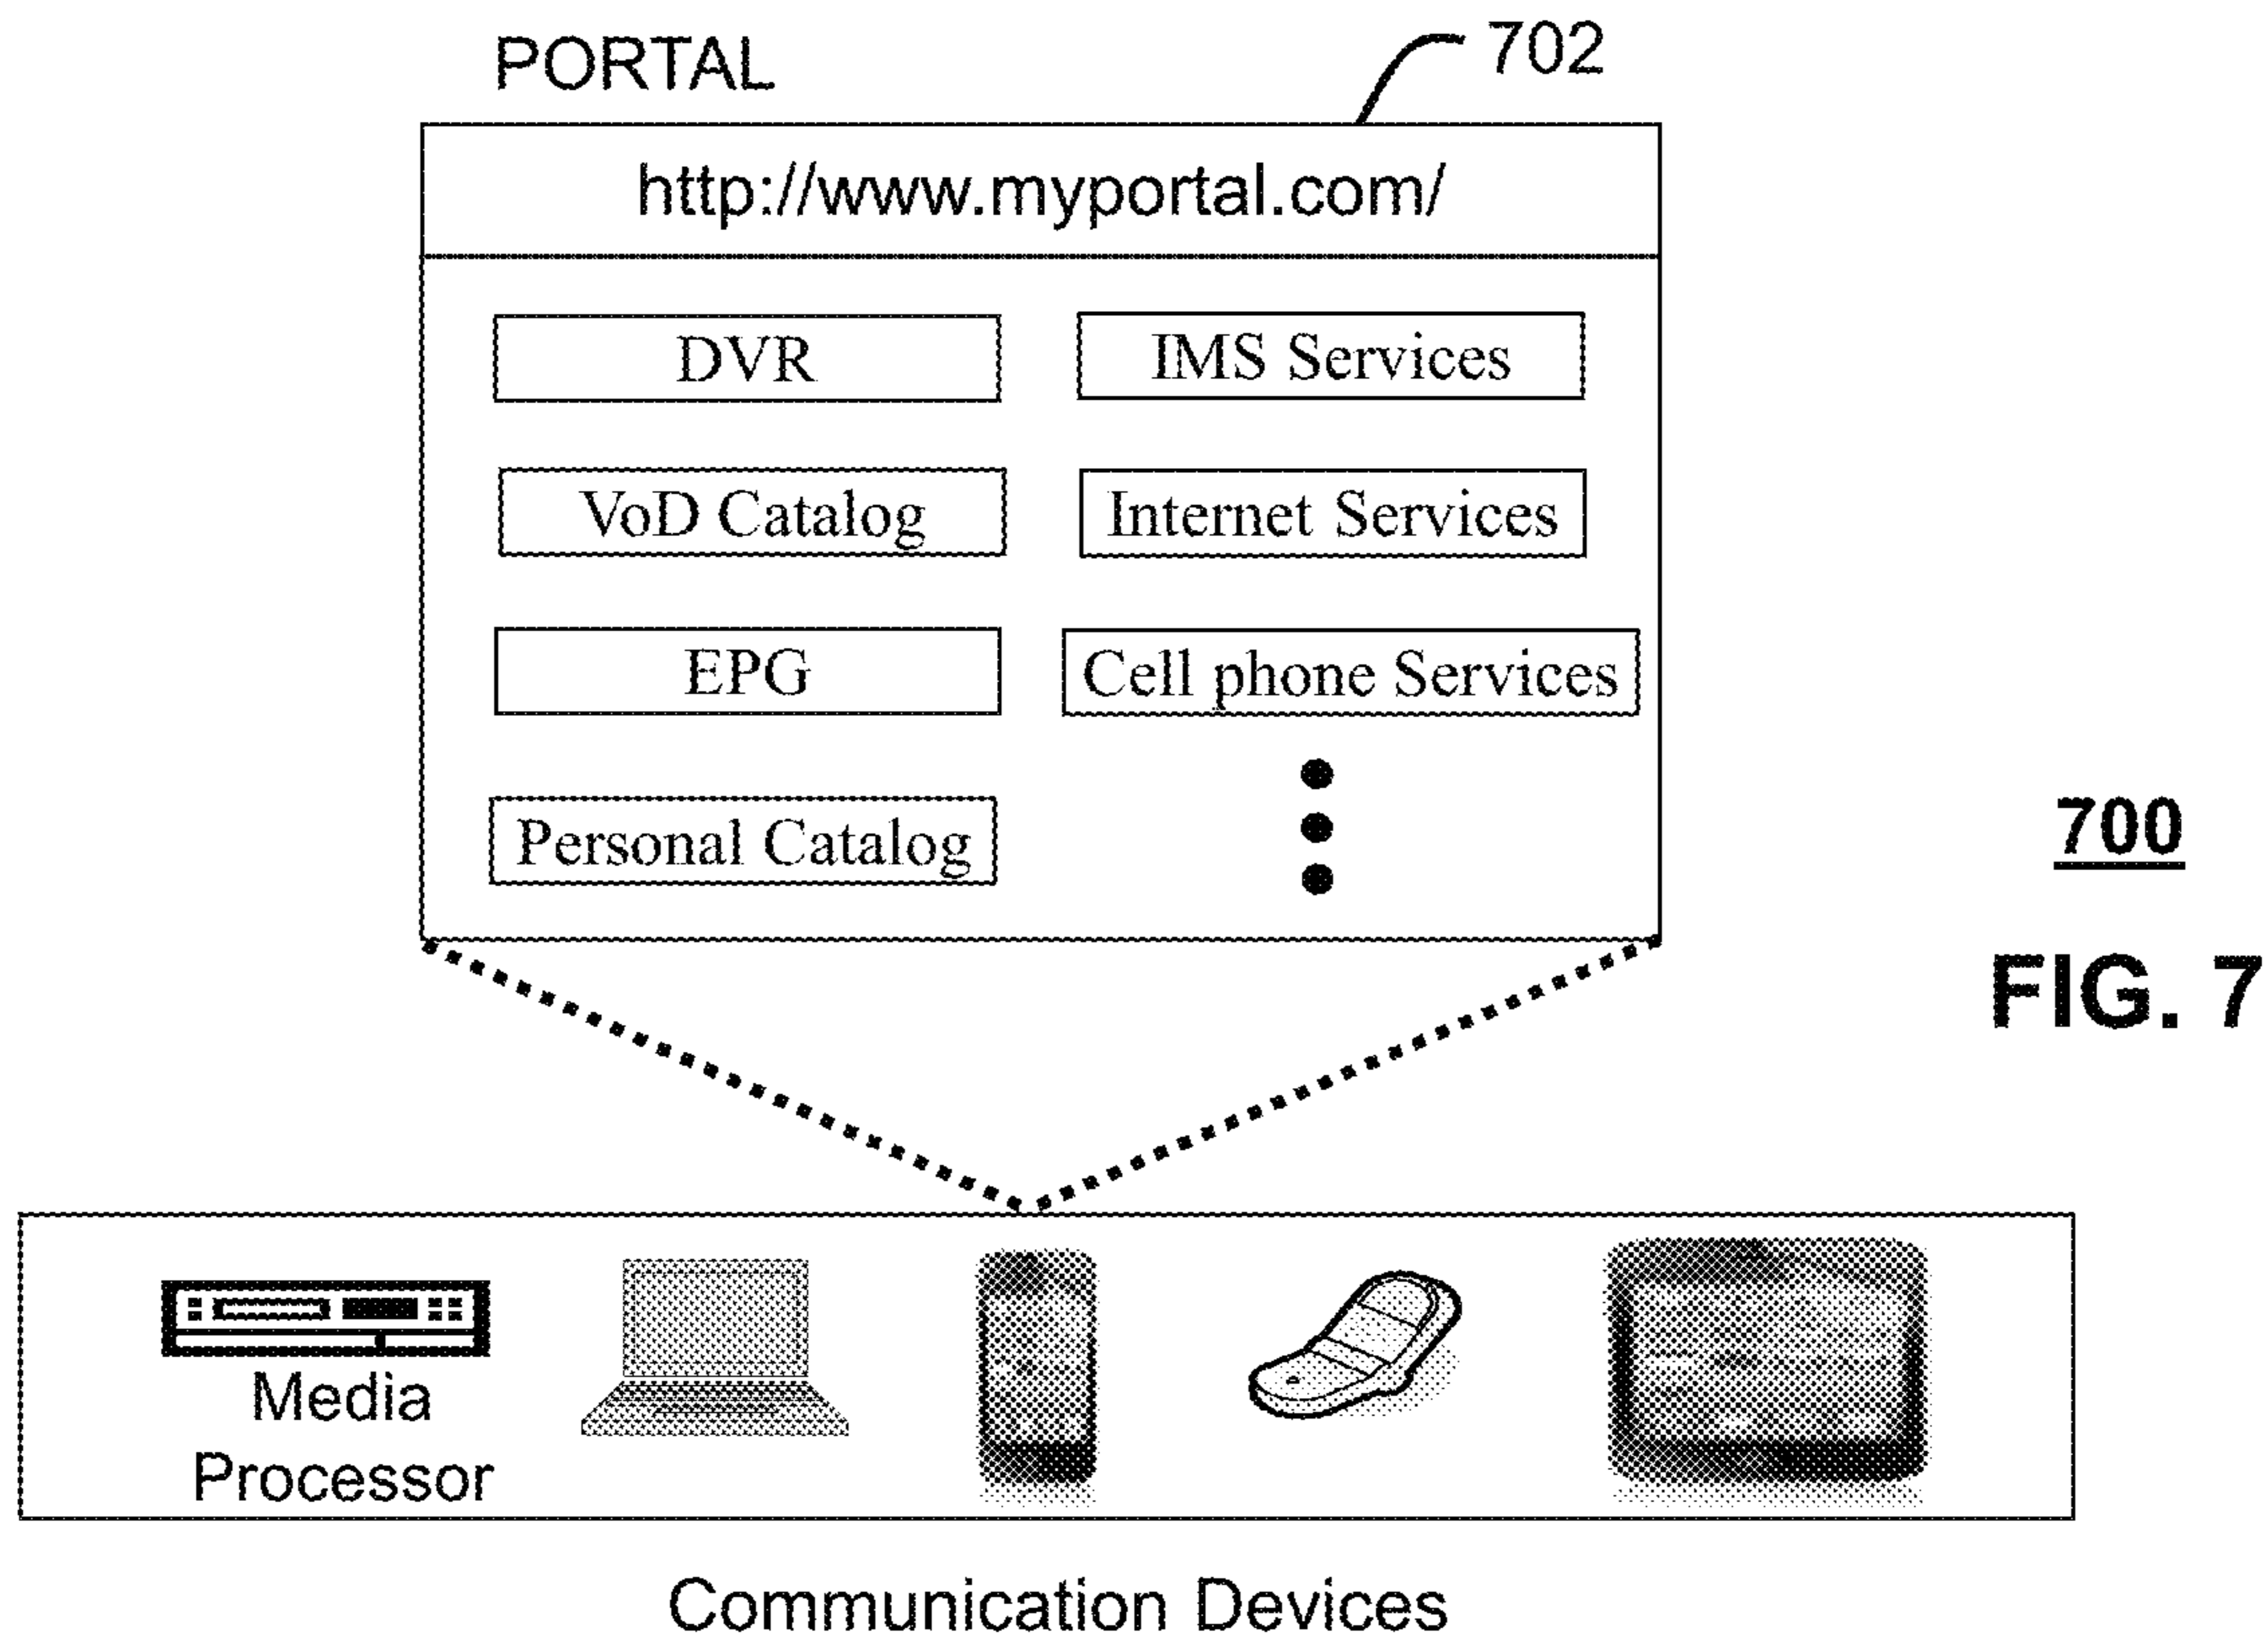 PORTAL
702
http://www.myportal.com/
DVR
IMS Services
VoD Catalog
Internet Services
EPG
Cell phone Services
Personal Catalog
700
FIG. 7
Media
Processor
Communication Devices